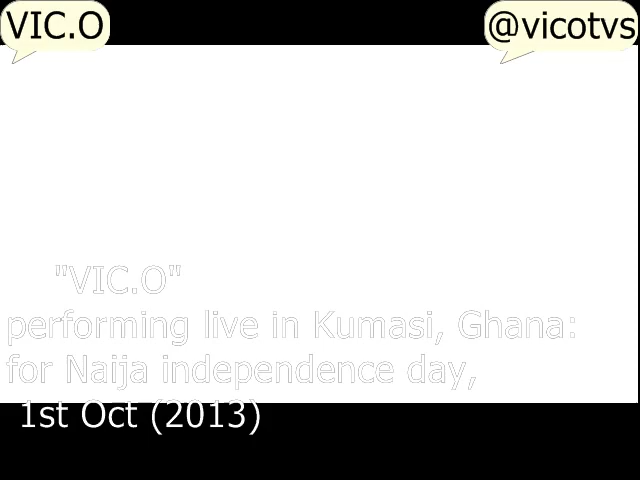 VIC.O
@vicotvs
"VIC.O"
performing live in Kumasi, Ghana:
for Naija independence day,
1st Oct (2013)